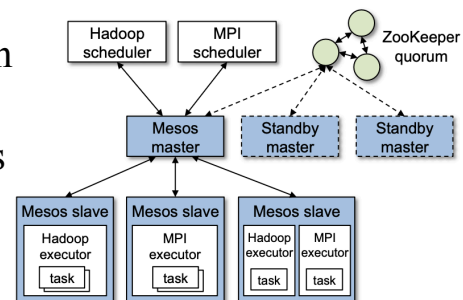 Hadoop
scheduler
MPI
scheduler
ZooKeeper
quorum
n
Mesos
master
Standby
master
Standby
master
s
Mesos slave
Hadoop
executor
task
Mesos slave
MPI
executor
task
Mesos slave
Hadoop
executor
task
MPI
executor
task